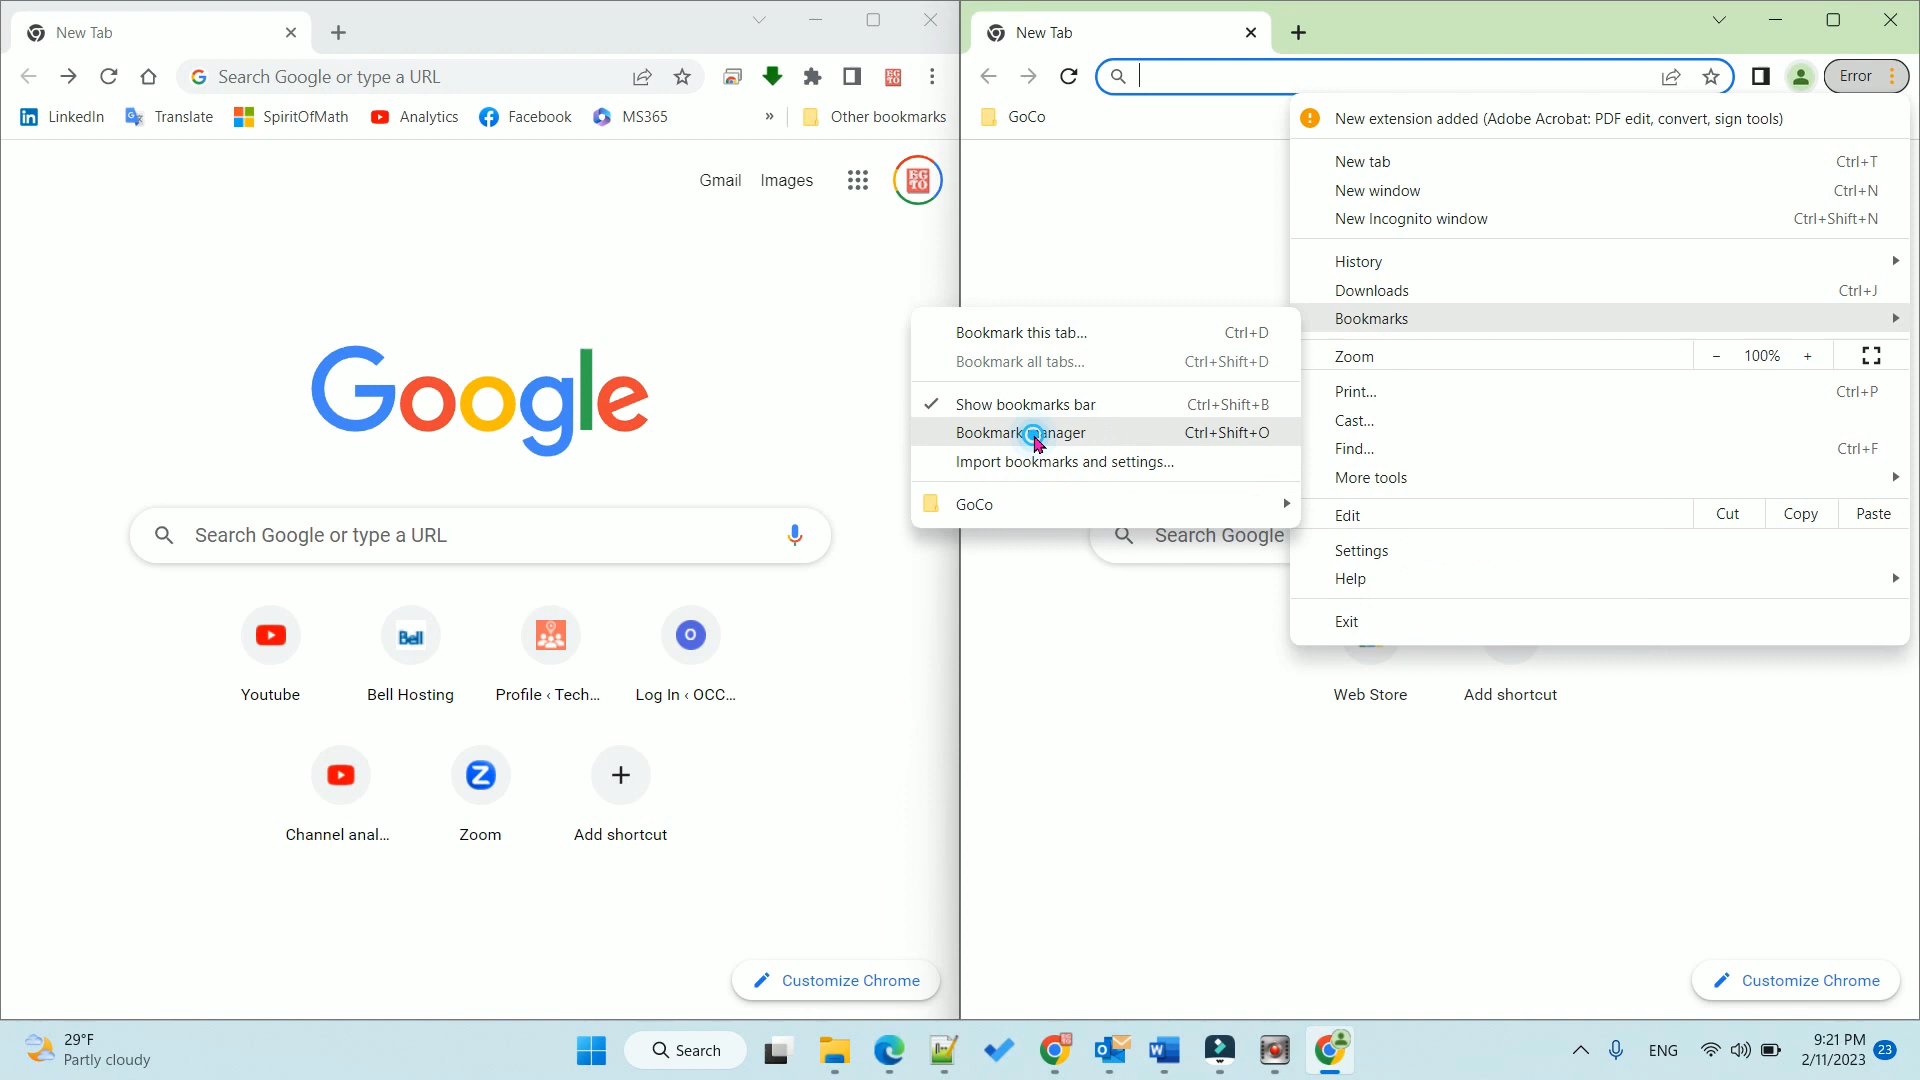 New Tab
Search Google or type a URL
LinkedIn Translate SpiritOfMath Analytics Facebook MS365 » Other bookmarks
Gmail Images
EG TO
Google
Search Google or type a URL
Youtube Bell Hosting Profile ‹ Tech... Log In ‹ OCC...
Channel anal... Zoom Add shortcut
Customize Chrome
New Tab
Error
GoCo
New extension added (Adobe Acrobat: PDF edit, convert, sign tools)
New tab Ctrl+T
New window Ctrl+N
New Incognito window Ctrl+Shift+N
History
Downloads Ctrl+J
Bookmarks
Zoom - 100% +
Print... Ctrl+P
Cast...
Find... Ctrl+F
More tools
Edit Cut Copy Paste
Settings
Help
Exit
Bookmark this tab... Ctrl+D
Bookmark all tabs... Ctrl+Shift+D
Show bookmarks bar Ctrl+Shift+B
Bookmark manager Ctrl+Shift+O
Import bookmarks and settings...
GoCo
Search Google
Web Store Add shortcut
Customize Chrome
29°F
Partly cloudy
Search
ENG
9:21 PM
2/11/2023
23